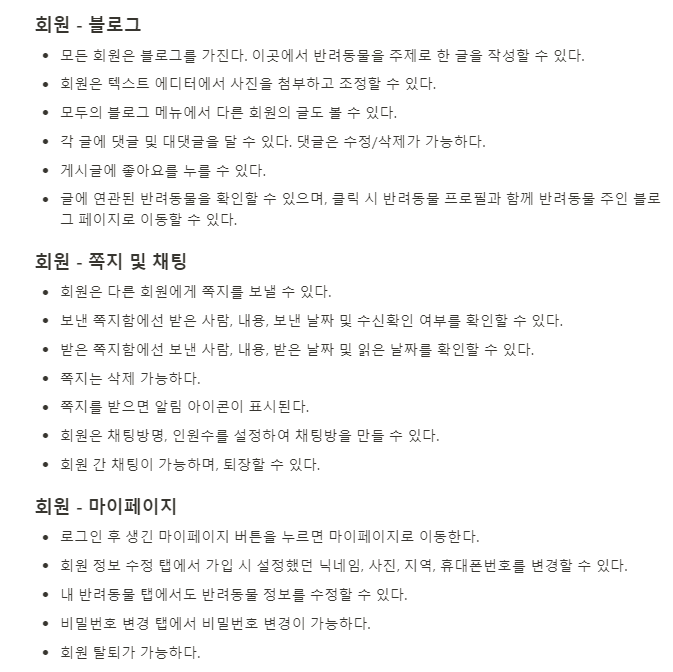 회원 - 블로그
• 모든 회원은 블로그를 가진다. 이곳에서 반려동물을 주제로 한 글을 작성할 수 있다.
• 회원은 텍스트 에디터에서 사진을 첨부하고 조정할 수 있다.
• 모두의 블로그 메뉴에서 다른 회원의 글도 볼 수 있다.
• 각 글에 댓글 및 대댓글을 달 수 있다. 댓글은 수정/삭제가 가능하다.
• 게시글에 좋아요를 누를 수 있다.
• 글에 연관된 반려동물을 확인할 수 있으며, 클릭 시 반려동물 프로필과 함께 반려동물 주인 블로
그 페이지로 이동할 수 있다.
회원 - 쪽지 및 채팅
• 회원은 다른 회원에게 쪽지를 보낼 수 있다.
• 보낸 쪽지함에선 받은 사람, 내용, 보낸 날짜 및 수신확인 여부를 확인할 수 있다.
• 받은 쪽지함에선 보낸 사람, 내용, 받은 날짜 및 읽은 날짜를 확인할 수 있다.
• 쪽지는 삭제 가능하다.
• 쪽지를 받으면 알림 아이콘이 표시된다.
• 회원은 채팅방명, 인원수를 설정하여 채팅방을 만들 수 있다.
• 회원 간 채팅이 가능하며, 퇴장할 수 있다.
회원 - 마이페이지
• 로그인 후 생긴 마이페이지 버튼을 누르면 마이페이지로 이동한다.
• 회원 정보 수정 탭에서 가입 시 설정했던 닉네임, 사진, 지역, 휴대폰번호를 변경할 수 있다.
• 내 반려동물 탭에서도 반려동물 정보를 수정할 수 있다.
• 비밀번호 변경 탭에서 비밀번호 변경이 가능하다.
• 회원 탈퇴가 가능하다.